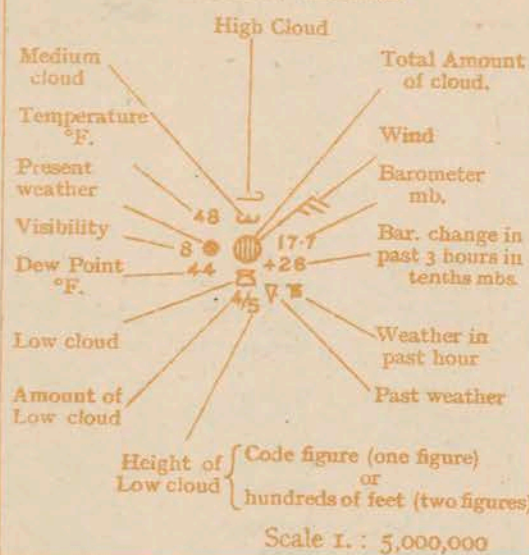 High Cloud
Medium
cloud
Total Amount
of cloud.
Temperature
°F.
Wind
Present
weather
Barometer
mb.
48
Visibility
8
17.7
Bar. change in
past 3 hours in
tenths mbs.
+26
Dew Point
°F.
44
4/5
Low cloud
Weather in
past hour
Amount of
Low cloud
Past weather
Height of
Low cloud
Code figure (one figure)
or
hundreds of feet (two figures)
Scale 1. : 5,000,000